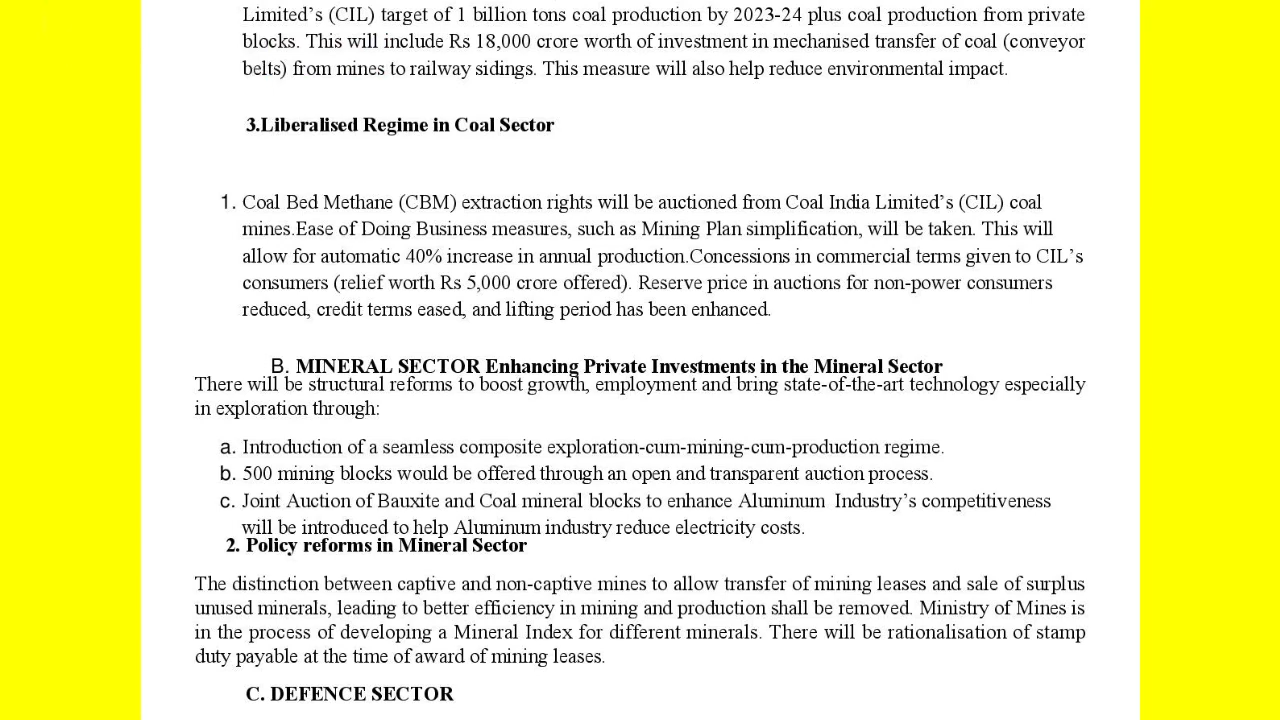 Limited’s (CIL) target of 1 billion tons coal production by 2023-24 plus coal production from private
blocks. This will include Rs 18,000 crore worth of investment in mechanised transfer of coal (conveyor
belts) from mines to railway sidings. This measure will also help reduce environmental impact.
3.Liberalised Regime in Coal Sector
1. Coal Bed Methane (CBM) extraction rights will be auctioned from Coal India Limited’s (CIL) coal
mines.Ease of Doing Business measures, such as Mining Plan simplification, will be taken. This will
allow for automatic 40% increase in annual production.Concessions in commercial terms given to CIL’s
consumers (relief worth Rs 5,000 crore offered). Reserve price in auctions for non-power consumers
reduced, credit terms eased, and lifting period has been enhanced.
B. MINERAL SECTOR Enhancing Private Investments in the Mineral Sector
There will be structural reforms to boost growth, employment and bring state-of-the-art technology especially
in exploration through:
a. Introduction of a seamless composite exploration-cum-mining-cum-production regime.
b. 500 mining blocks would be offered through an open and transparent auction process.
c. Joint Auction of Bauxite and Coal mineral blocks to enhance Aluminum Industry’s competitiveness
will be introduced to help Aluminum industry reduce electricity costs.
2. Policy reforms in Mineral Sector
The distinction between captive and non-captive mines to allow transfer of mining leases and sale of surplus
unused minerals, leading to better efficiency in mining and production shall be removed. Ministry of Mines is
in the process of developing a Mineral Index for different minerals. There will be rationalisation of stamp
duty payable at the time of award of mining leases.
C. DEFENCE SECTOR